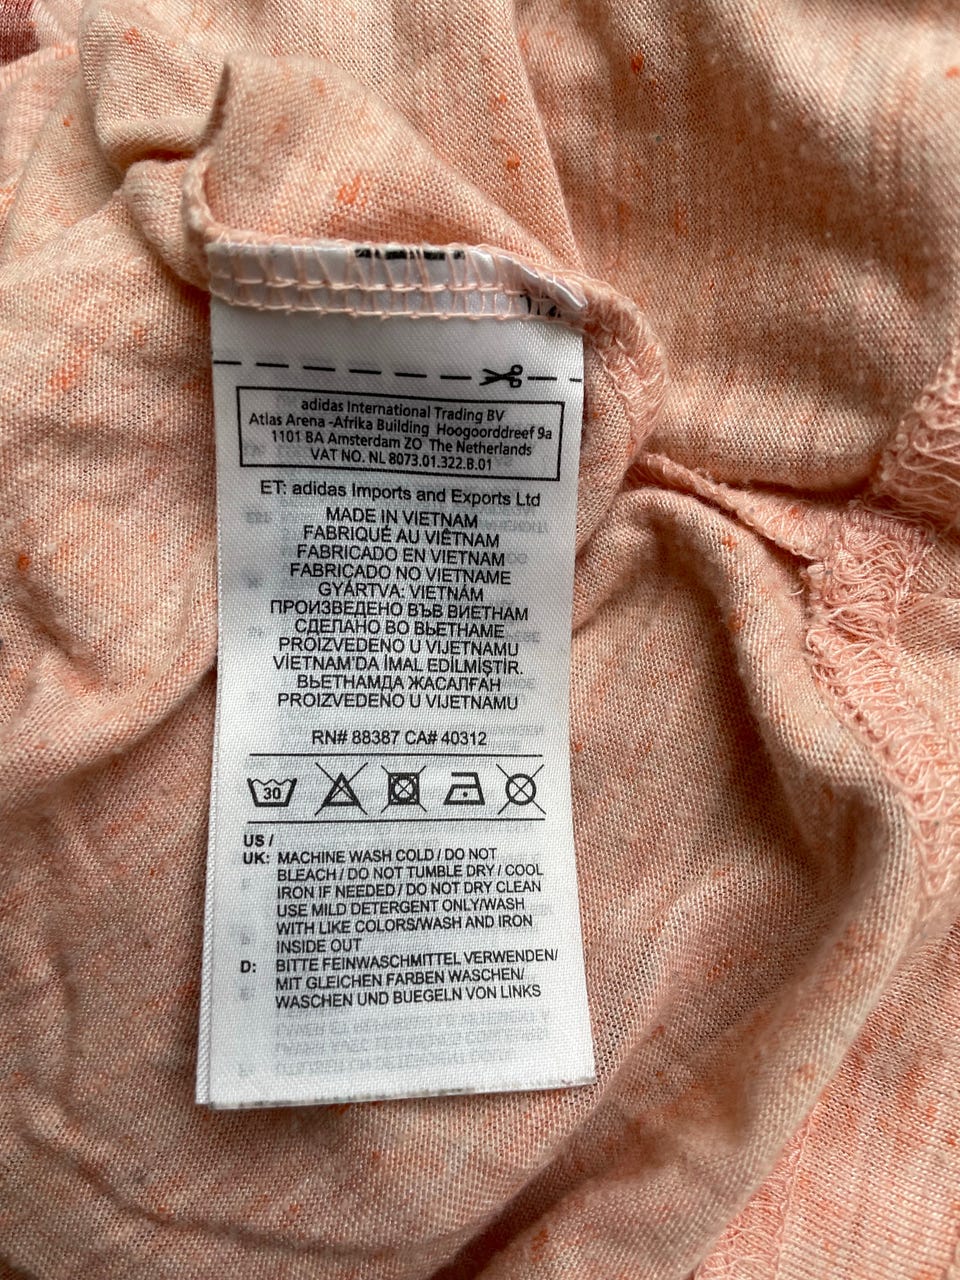 adidas International Trading BV
Atlas Arena -Afrika Building Hoogoorddreef 9a
1101 BA Amsterdam ZO The Netherlands
VAT NO. NL 8073.01.322.B.01
ET: adidas Imports and Exports Ltd
MADE IN VIETNAM
FABRIQUÉ AU VIÊTNAM
FABRICADO EN VIETNAM
FABRICADO NO VIETNAME
GYÁRTVA: VIETNÁM
ПРОИЗВЕДЕНО ВЪВ ВИЕТНАМ
СДЕЛАНО ВО ВЬЕТНАМЕ
PROIZVEDENO U VIJETNAMU
VİETNAM'DA İMAL EDİLMİŞTİR.
ВЬЕТНАМДА ЖАСАЛҒАН
PROIZVEDENO U VIJETNAMU
RN# 88387 CA# 40312
30
US /
UK: MACHINE WASH COLD / DO NOT
BLEACH / DO NOT TUMBLE DRY / COOL
IRON IF NEEDED / DO NOT DRY CLEAN
USE MILD DETERGENT ONLY/WASH
WITH LIKE COLORS/WASH AND IRON
INSIDE OUT
D: BITTE FEINWASCHMITTEL VERWENDEN/
MIT GLEICHEN FARBEN WASCHEN/
WASCHEN UND BUEGELN VON LINKS